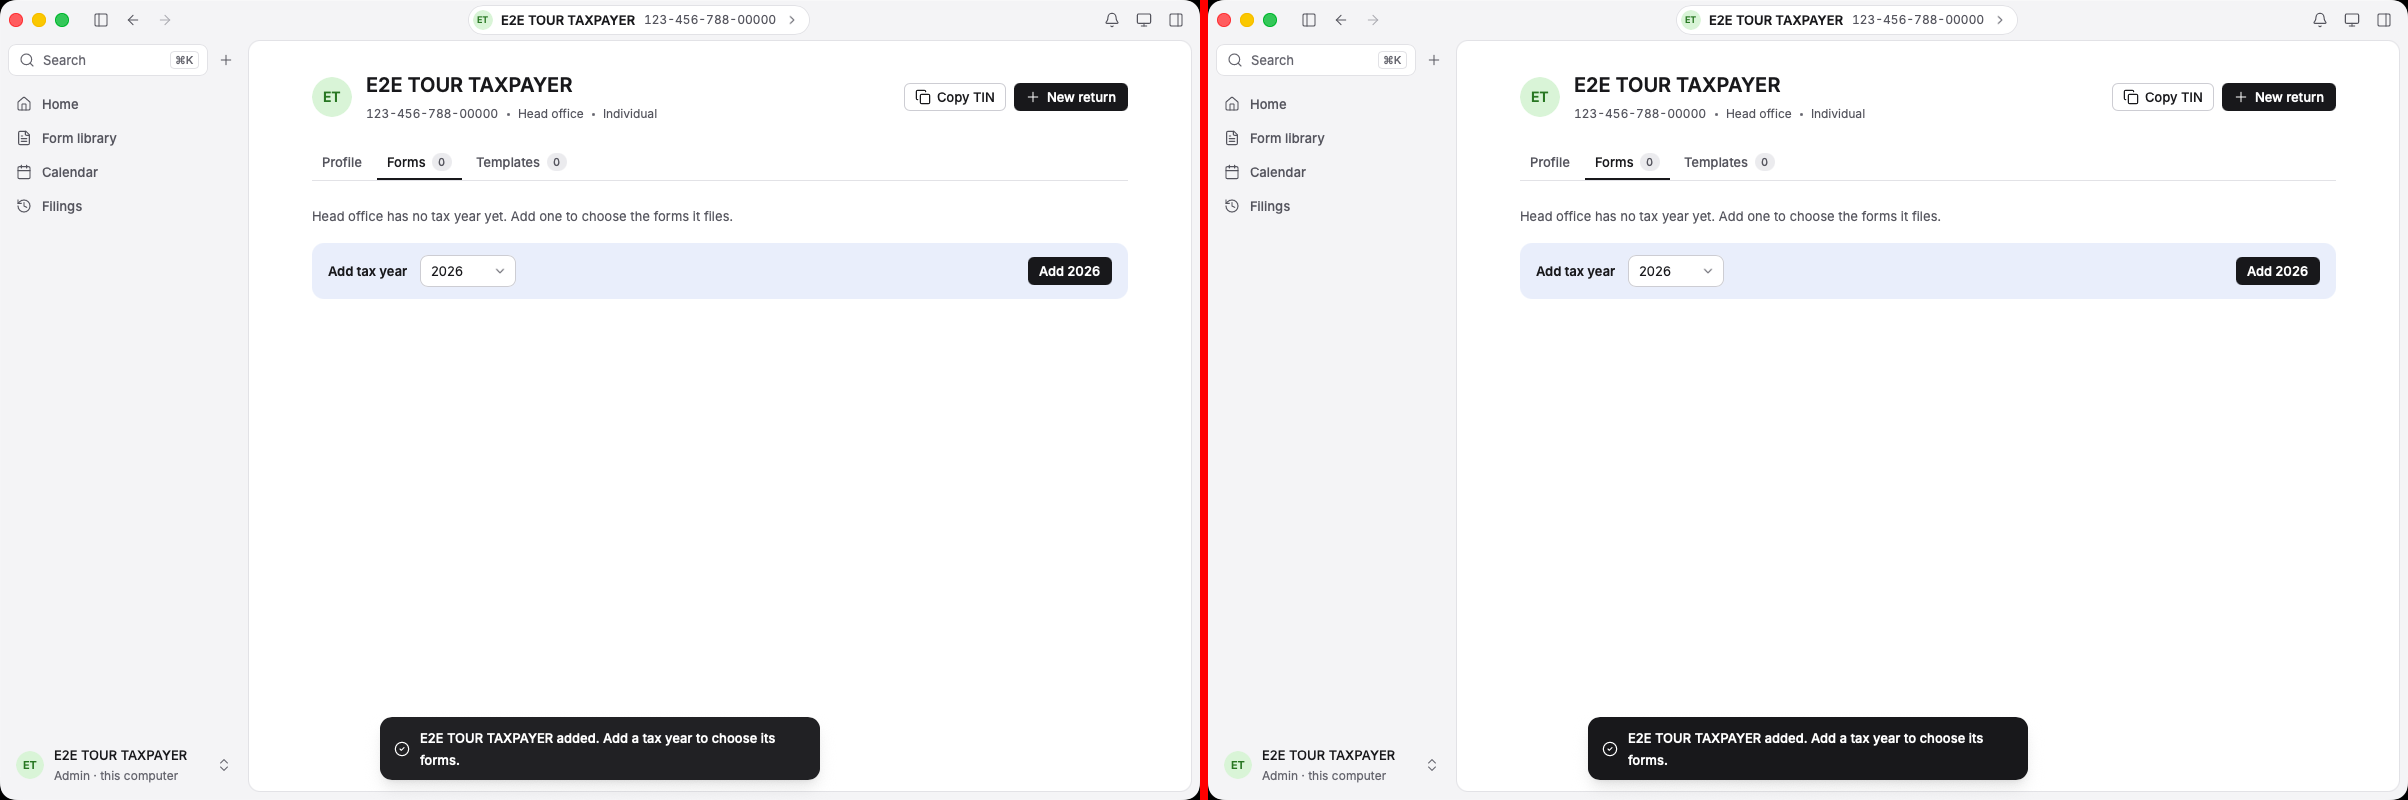 ET E2E TOUR TAXPAYER 123-456-788-00000
Search ⌘K
Home
Form library
Calendar
Filings
ET
E2E TOUR TAXPAYER
123-456-788-00000 • Head office • Individual
Copy TIN
New return
Profile Forms 0 Templates 0
Head office has no tax year yet. Add one to choose the forms it files.
Add tax year 2026 Add 2026
E2E TOUR TAXPAYER added. Add a tax year to choose its
forms.
ET E2E TOUR TAXPAYER
Admin · this computer
ET E2E TOUR TAXPAYER 123-456-788-00000
Search ⌘K
Home
Form library
Calendar
Filings
ET
E2E TOUR TAXPAYER
123-456-788-00000 • Head office • Individual
Copy TIN
New return
Profile Forms 0 Templates 0
Head office has no tax year yet. Add one to choose the forms it files.
Add tax year 2026 Add 2026
E2E TOUR TAXPAYER added. Add a tax year to choose its
forms.
ET E2E TOUR TAXPAYER
Admin · this computer